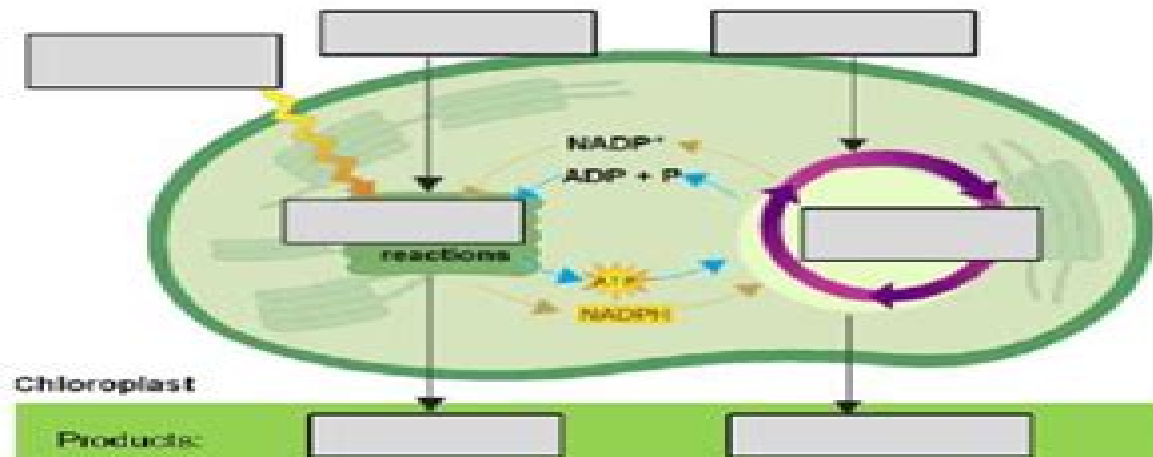 NADP⁺
ADP + P
reactions
ATP
NADPH
Chloroplast
Products: